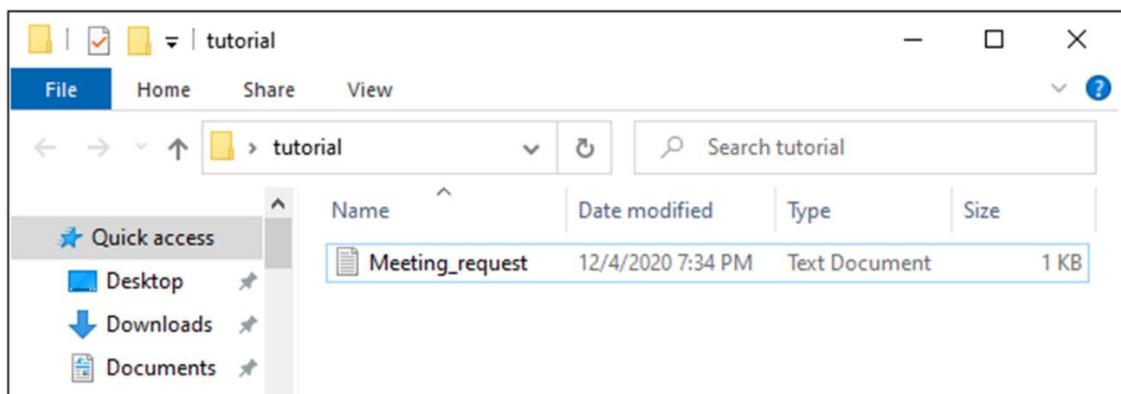 tutorial
File Home Share View
tutorial Search tutorial
Name Date modified Type Size
Quick access
Meeting_request 12/4/2020 7:34 PM Text Document 1 KB
Desktop
Downloads
Documents